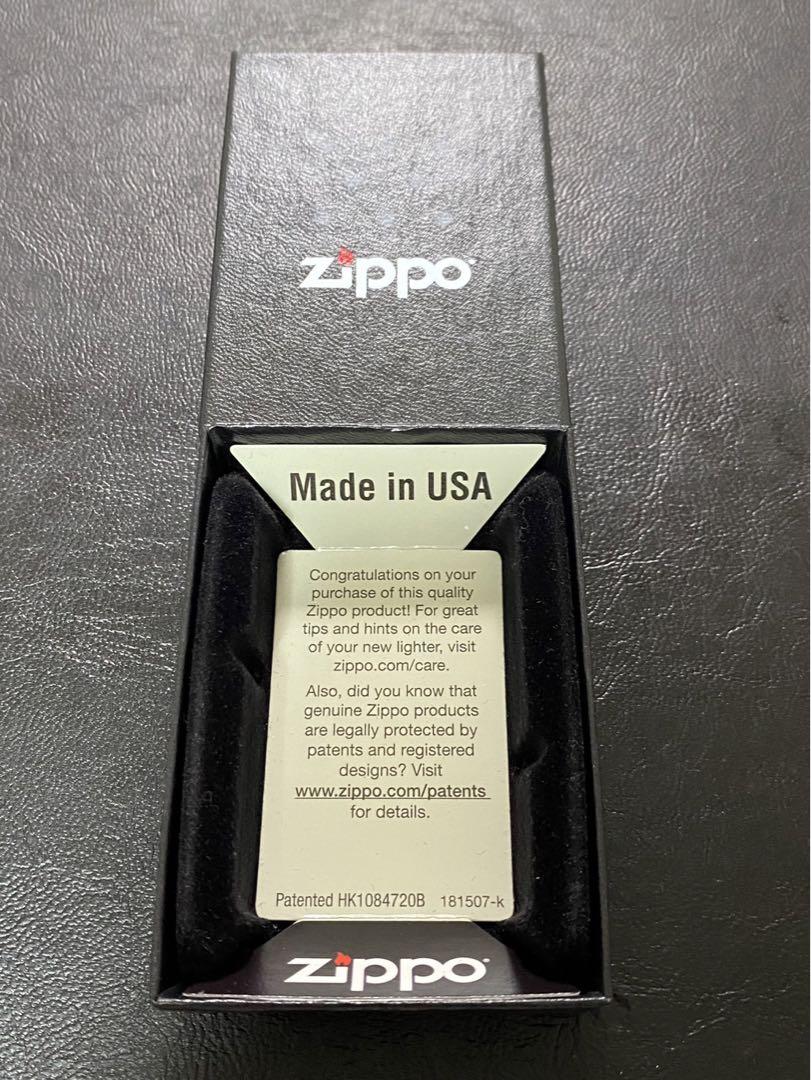 zippo
Made in USA
Congratulations on your
purchase of this quality
Zippo product! For great
tips and hints on the care
of your new lighter, visit
zippo.com/care.
Also, did you know that
genuine Zippo products
are legally protected by
patents and registered
designs? Visit
www.zippo.com/patents
for details.
Patented HK1084720B 181507-k
zippo